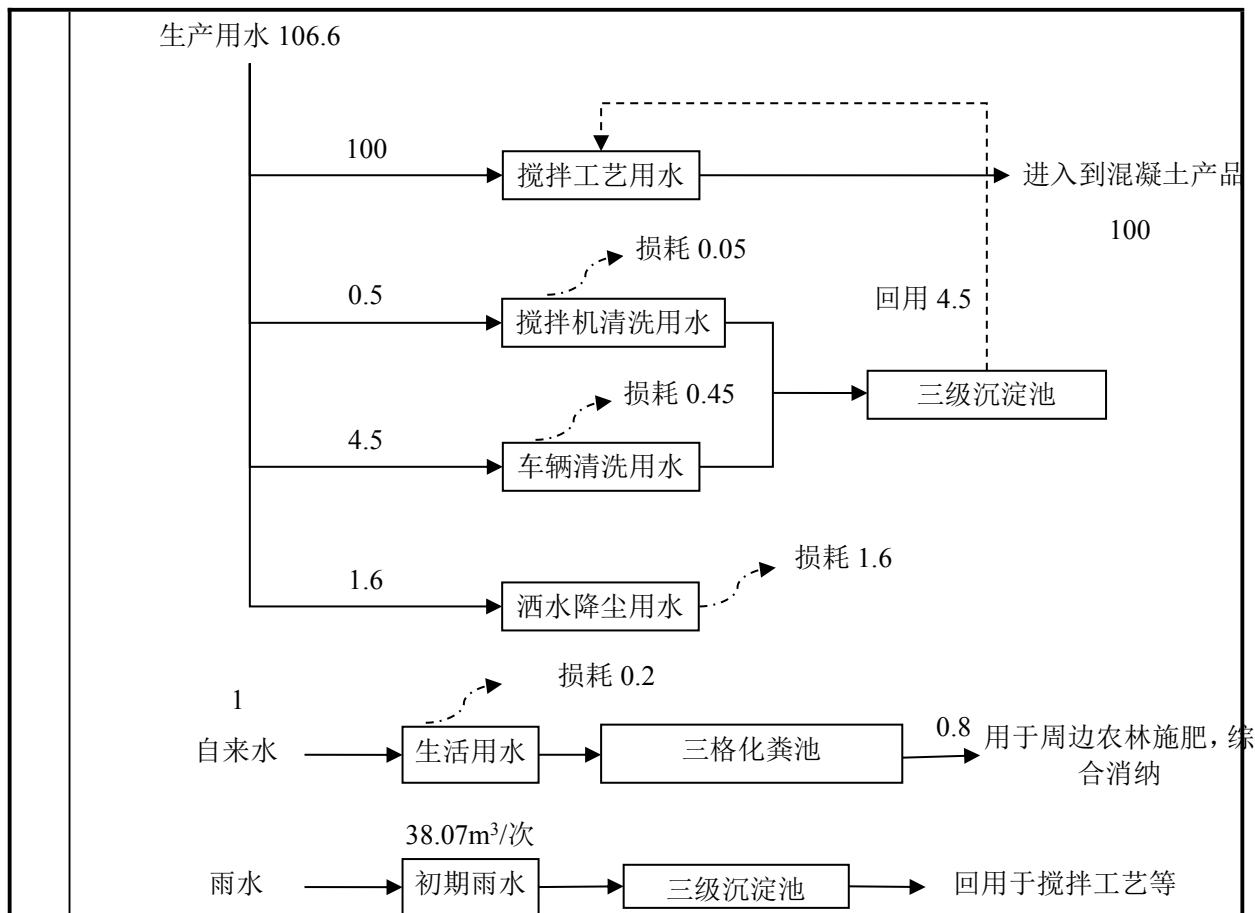 生产用水 106.6
100
搅拌工艺用水
进入到混凝土产品
100
损耗 0.05
0.5
搅拌机清洗用水
回用 4.5
损耗 0.45
三级沉淀池
4.5
车辆清洗用水
损耗 1.6
1.6
洒水降尘用水
损耗 0.2
1
自来水
生活用水
三格化粪池
0.8
用于周边农林施肥，综
合消纳
38.07m³/次
雨水
初期雨水
三级沉淀池
回用于搅拌工艺等